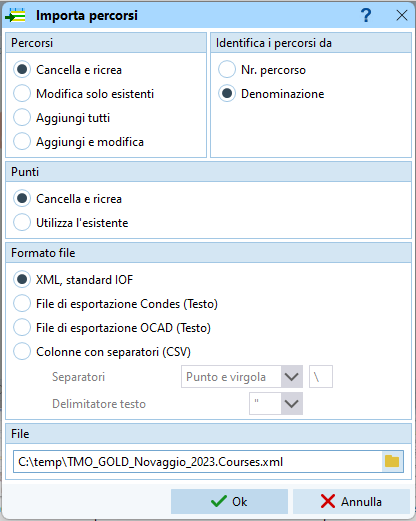 Importa percorsi
? ×
Percorsi
Cancella e ricrea
Modifica solo esistenti
Aggiungi tutti
Aggiungi e modifica
Identifica i percorsi da
Nr. percorso
Denominazione
Punti
Cancella e ricrea
Utilizza l'esistente
Formato file
XML, standard IOF
File di esportazione Condes (Testo)
File di esportazione OCAD (Testo)
Colonne con separatori (CSV)
Separatori Punto e virgola \
Delimitatore testo "
File
C:\temp\TMO_GOLD_Novaggio_2023.Courses.xml
Ok Annulla